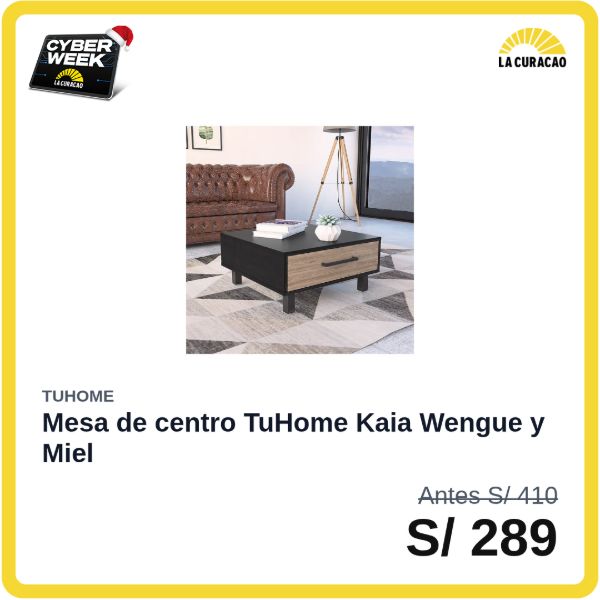 CYBER
WEEK
LA CURACAO
LA CURACAO
TUHOME
Mesa de centro TuHome Kaia Wengue y
Miel
Antes S/ 410
S/ 289